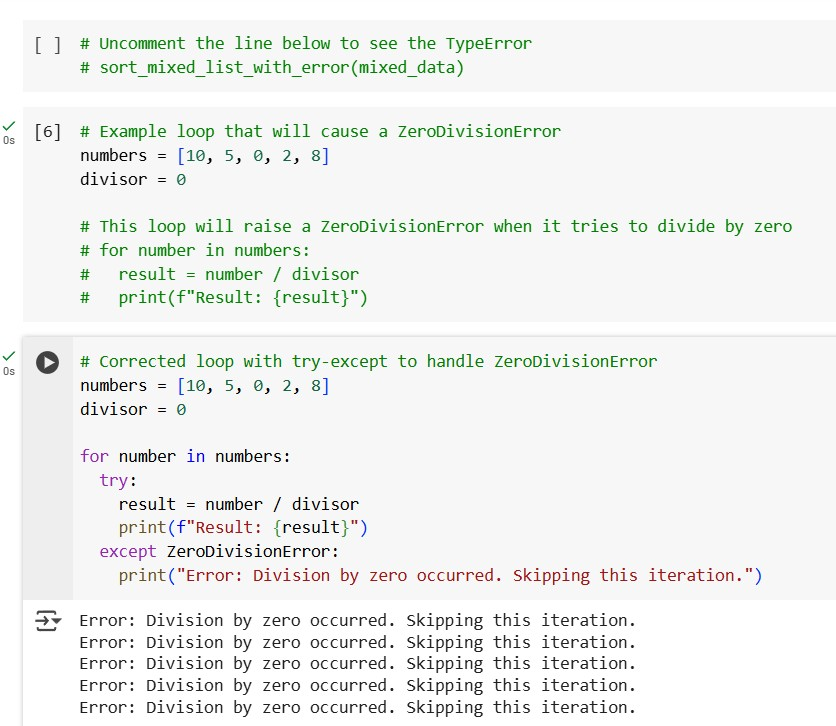 [ ] # Uncomment the line below to see the TypeError
# sort_mixed_list_with_error(mixed_data)
0s [6] # Example loop that will cause a ZeroDivisionError
numbers = [10, 5, 0, 2, 8]
divisor = 0
# This loop will raise a ZeroDivisionError when it tries to divide by zero
# for number in numbers:
#   result = number / divisor
#   print(f"Result: {result}")
0s # Corrected loop with try-except to handle ZeroDivisionError
numbers = [10, 5, 0, 2, 8]
divisor = 0
for number in numbers:
  try:
    result = number / divisor
    print(f"Result: {result}")
  except ZeroDivisionError:
    print("Error: Division by zero occurred. Skipping this iteration.")
Error: Division by zero occurred. Skipping this iteration.
Error: Division by zero occurred. Skipping this iteration.
Error: Division by zero occurred. Skipping this iteration.
Error: Division by zero occurred. Skipping this iteration.
Error: Division by zero occurred. Skipping this iteration.